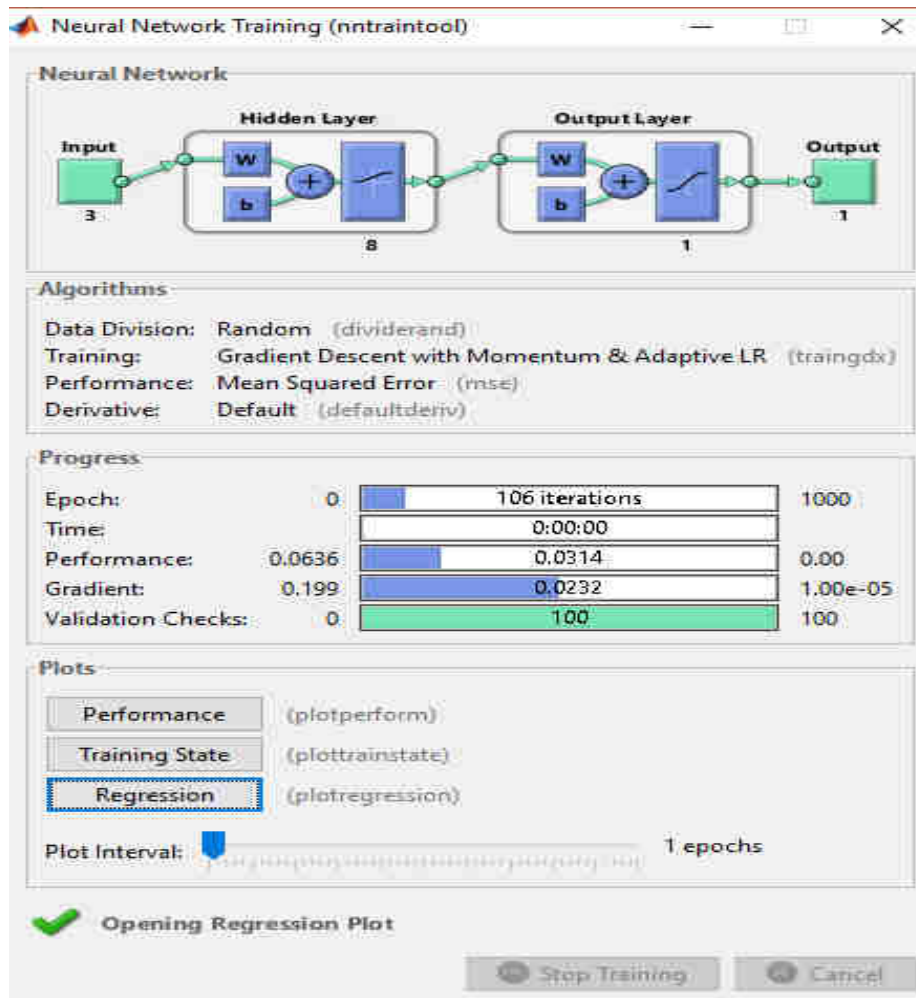 Neural Network Training (nntraintool)
Neural Network
Hidden Layer Output Layer
Input Output
W W
b b
3 8 1 1
Algorithms
Data Division: Random (dividerand)
Training: Gradient Descent with Momentum & Adaptive LR (traingdx)
Performance: Mean Squared Error (mse)
Derivative: Default (defaultderiv)
Progress
Epoch: 0 106 iterations 1000
Time: 0:00:00
Performance: 0.0636 0.0314 0.00
Gradient: 0.199 0.0232 1.00e-05
Validation Checks: 0 100 100
Plots
Performance (plotperform)
Training State (plottrainstate)
Regression (plotregression)
Plot Interval: 1 epochs
Opening Regression Plot
Stop Training Cancel